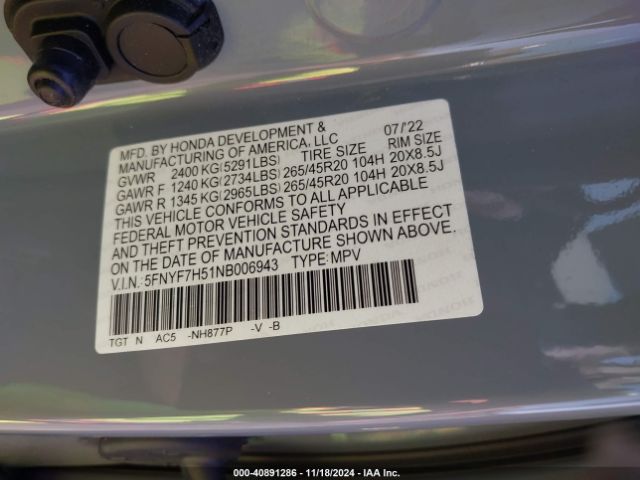 MFD. BY HONDA DEVELOPMENT & 07/'22
MANUFACTURING OF AMERICA, LLC
GVWR 2400 KG(5291LBS) TIRE SIZE RIM SIZE
GAWR F 1240 KG(2734LBS) 265/45R20 104H 20X8.5J
GAWR R 1345 KG(2965LBS) 265/45R20 104H 20X8.5J
THIS VEHICLE CONFORMS TO ALL APPLICABLE
FEDERAL MOTOR VEHICLE SAFETY
AND THEFT PREVENTION STANDARDS IN EFFECT
ON THE DATE OF MANUFACTURE SHOWN ABOVE.
V.I.N.: 5FNYF7H51NB006943 TYPE: MPV
TGT N AC5 -NH877P -V -B
000-40891286 - 11/18/2024 - IAA Inc.